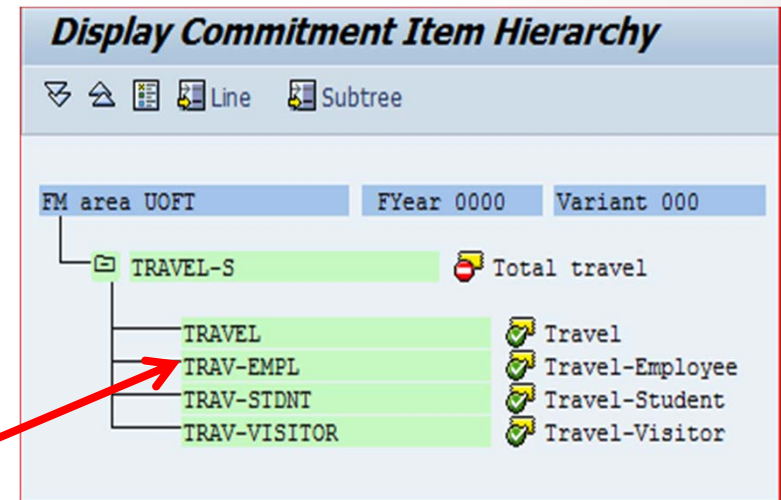 Display Commitment Item Hierarchy
Line Subtree
FM area UOFT FYear 0000 Variant 000
TRAVEL-S Total travel
TRAVEL Travel
TRAV-EMPL Travel-Employee
TRAV-STDNT Travel-Student
TRAV-VISITOR Travel-Visitor